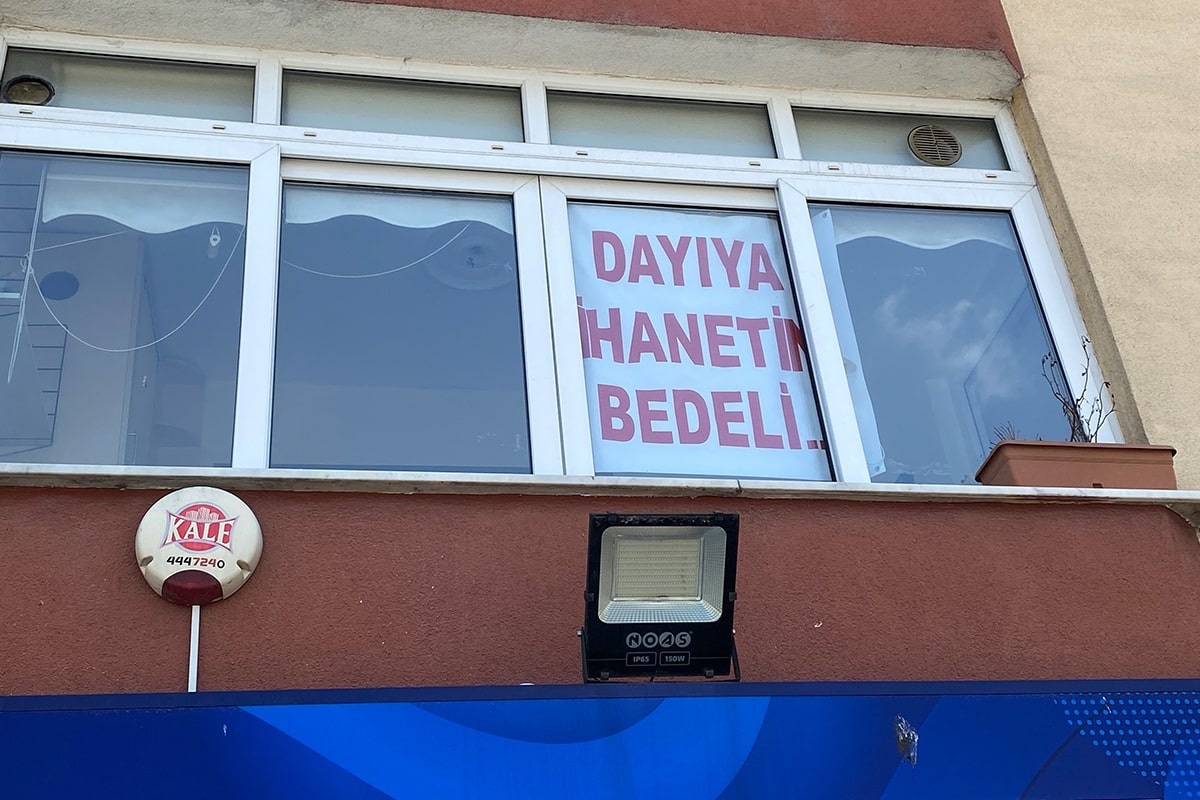 DAYIYA
İHANETİN
BEDELİ...
KALE
4447240
NOAS
IP65 150W